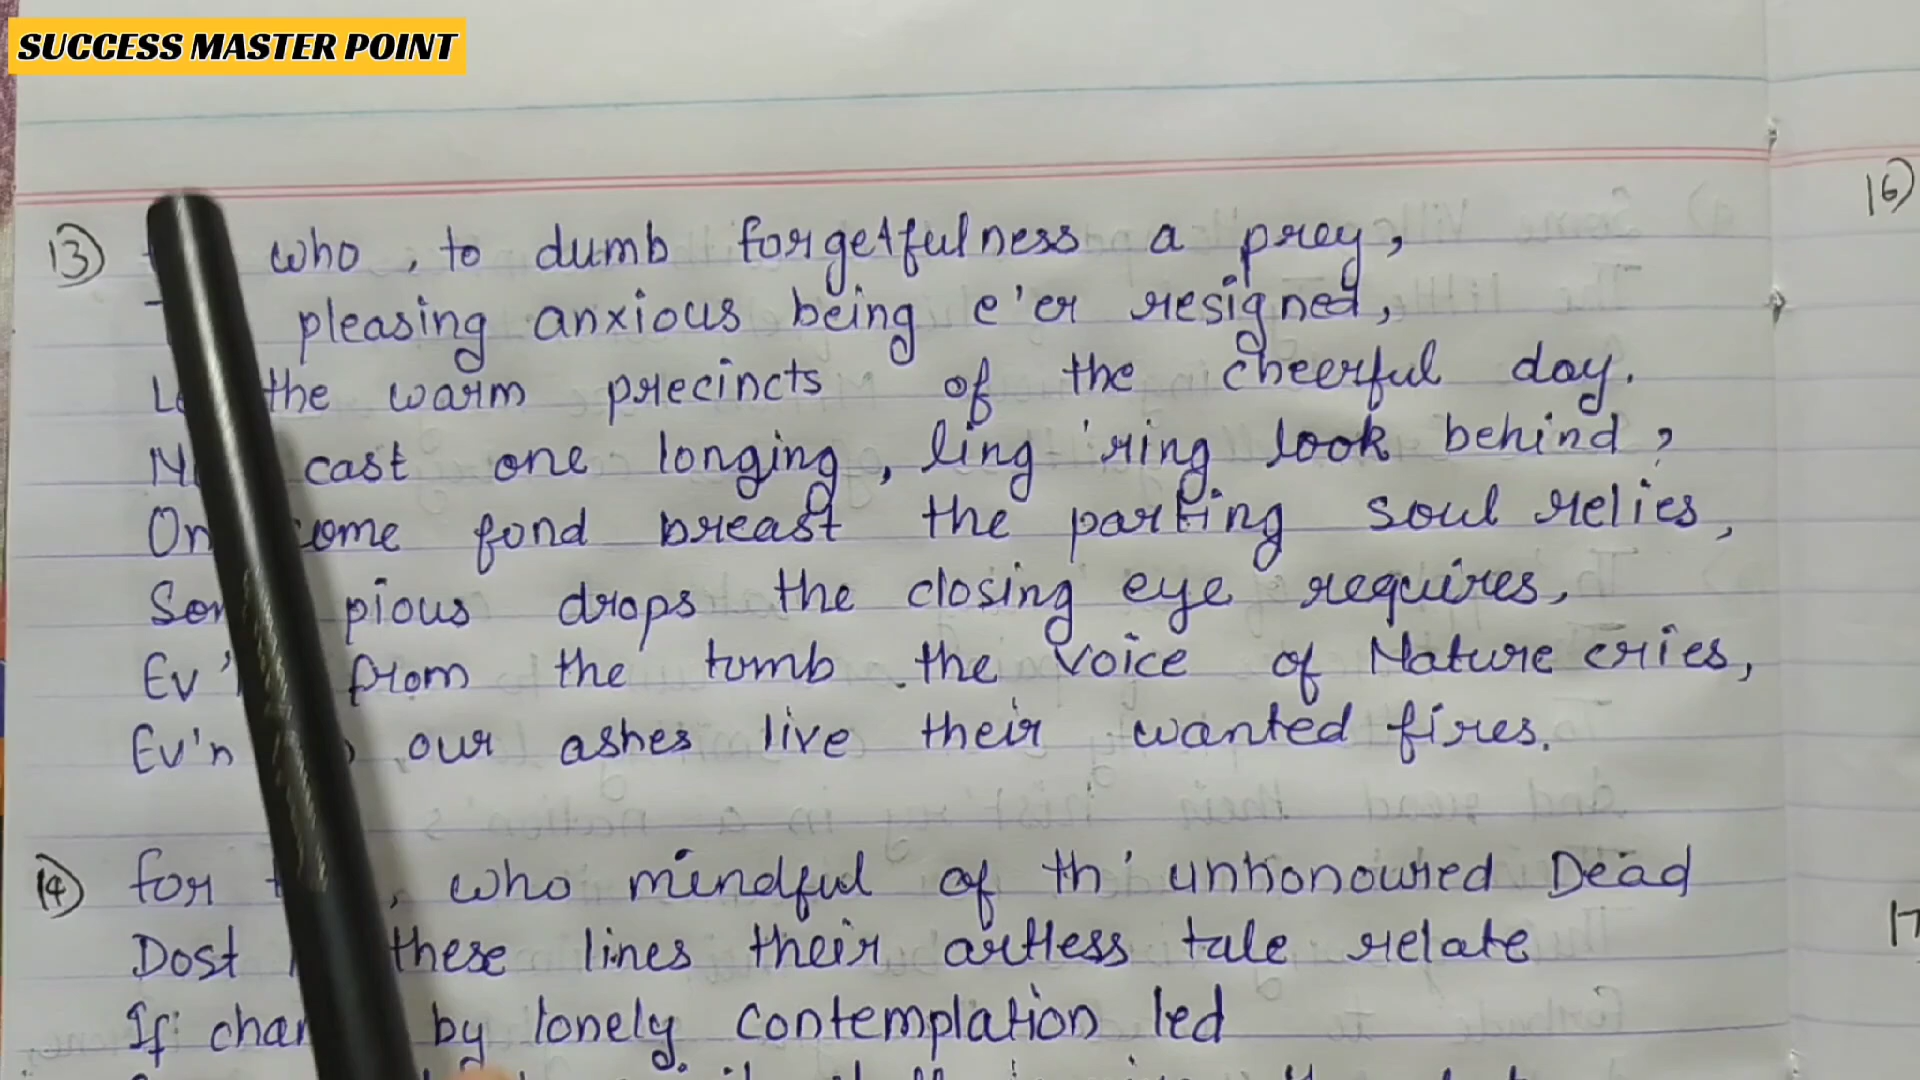 SUCCESS MASTER POINT
16)
13) who, to dumb forgetfulness a prey,
pleasing anxious being e'er resigned,
the warm precincts of the cheerful day.
cast one longing, ling'ring look behind?
On some fond breast the parting soul relies,
pious drops the closing eye requires,
from the tomb the voice of Nature cries,
Ev'n our ashes live their wanted fires.
14) for , who mindful of th' unhonoured Dead
Dost these lines their artless tale relate
17
If by lonely contemplation led